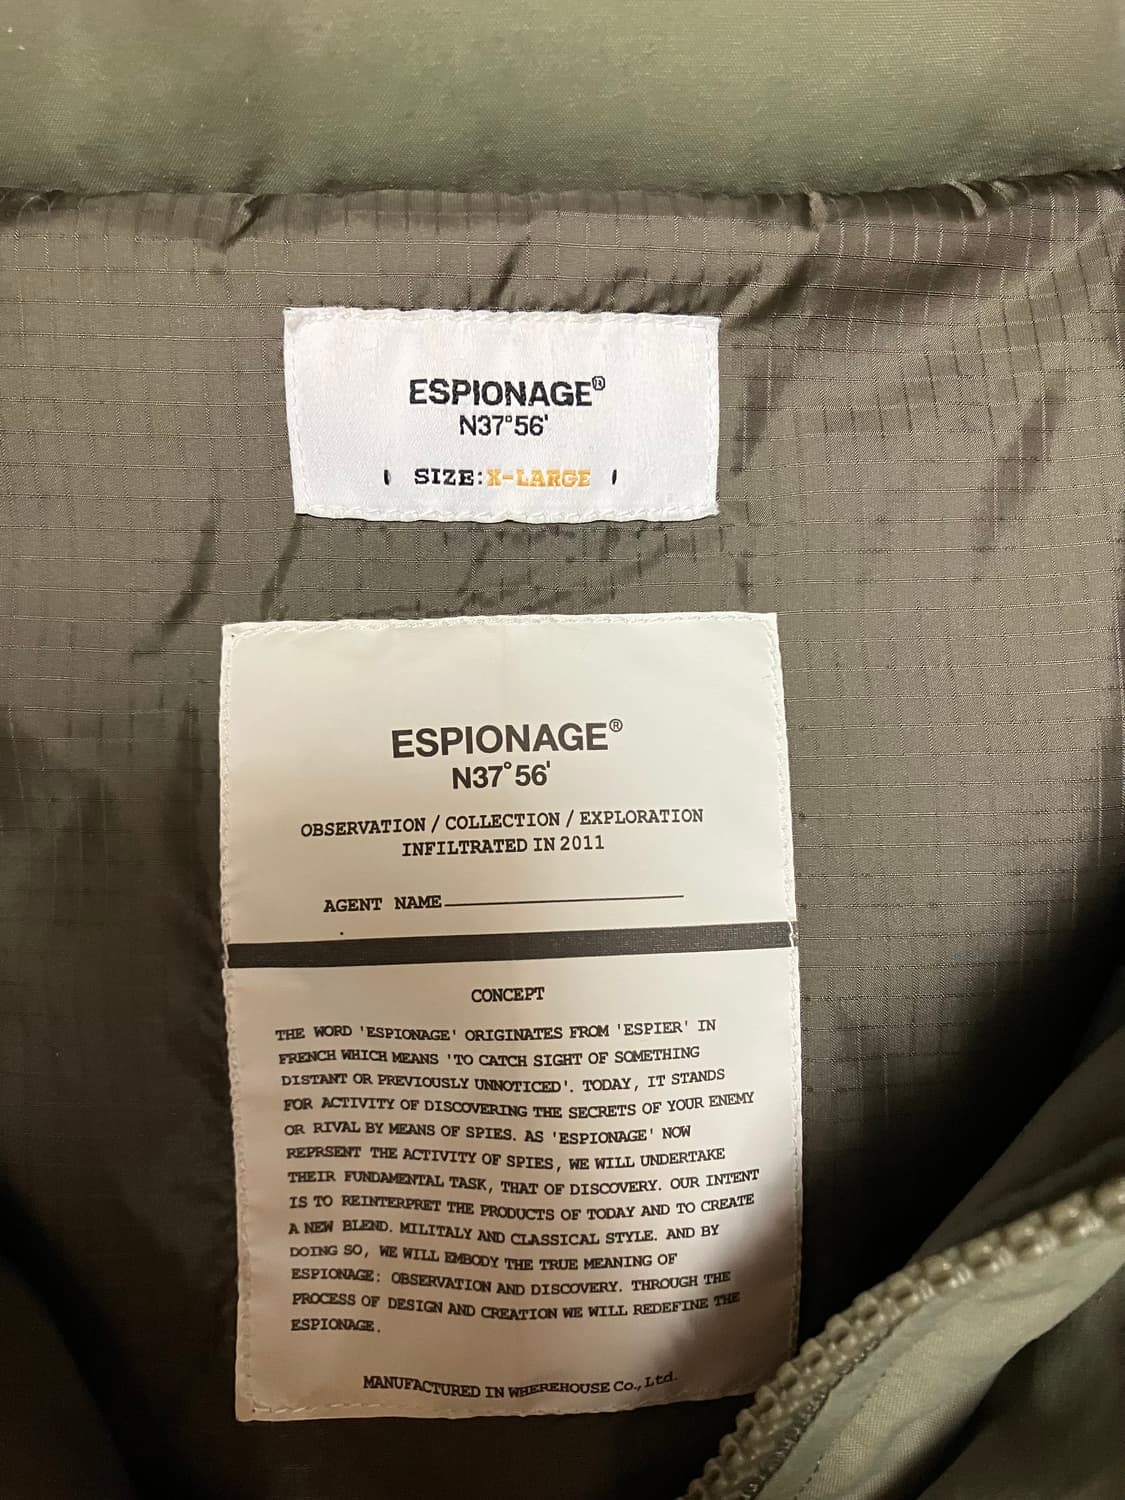 ESPIONAGE®
N37°56'
SIZE:X-LARGE
ESPIONAGE®
N37°56'
OBSERVATION / COLLECTION / EXPLORATION
INFILTRATED IN 2011
AGENT NAME
CONCEPT
THE WORD 'ESPIONAGE' ORIGINATES FROM 'ESPIER' IN
FRENCH WHICH MEANS 'TO CATCH SIGHT OF SOMETHING
DISTANT OR PREVIOUSLY UNNOTICED'. TODAY, IT STANDS
FOR ACTIVITY OF DISCOVERING THE SECRETS OF YOUR ENEMY
OR RIVAL BY MEANS OF SPIES. AS 'ESPIONAGE' NOW
REPRSENT THE ACTIVITY OF SPIES, WE WILL UNDERTAKE
THEIR FUNDAMENTAL TASK, THAT OF DISCOVERY. OUR INTENT
IS TO REINTERPRET THE PRODUCTS OF TODAY AND TO CREATE
A NEW BLEND. MILITALY AND CLASSICAL STYLE. AND BY
DOING SO, WE WILL EMBODY THE TRUE MEANING OF
ESPIONAGE: OBSERVATION AND DISCOVERY. THROUGH THE
PROCESS OF DESIGN AND CREATION WE WILL REDEFINE THE
ESPIONAGE.
MANUFACTURED IN WHEREHOUSE Co., Ltd.